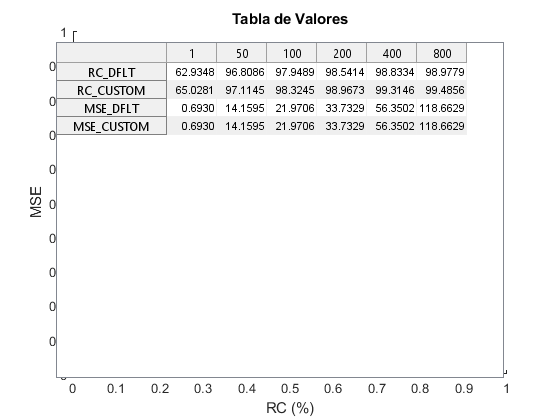 Tabla de Valores
1
1 50 100 200 400 800
RC_DFLT 62.9348 96.8086 97.9489 98.5414 98.8334 98.9779
RC_CUSTOM 65.0281 97.1145 98.3245 98.9673 99.3146 99.4856
MSE_DFLT 0.6930 14.1595 21.9706 33.7329 56.3502 118.6629
MSE_CUSTOM 0.6930 14.1595 21.9706 33.7329 56.3502 118.6629
0
0
0
0
0
0
0
0
0
MSE
0 0.1 0.2 0.3 0.4 0.5 0.6 0.7 0.8 0.9 1
RC (%)